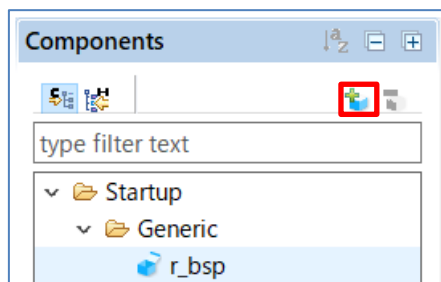 Components
type filter text
Startup
Generic
r_bsp